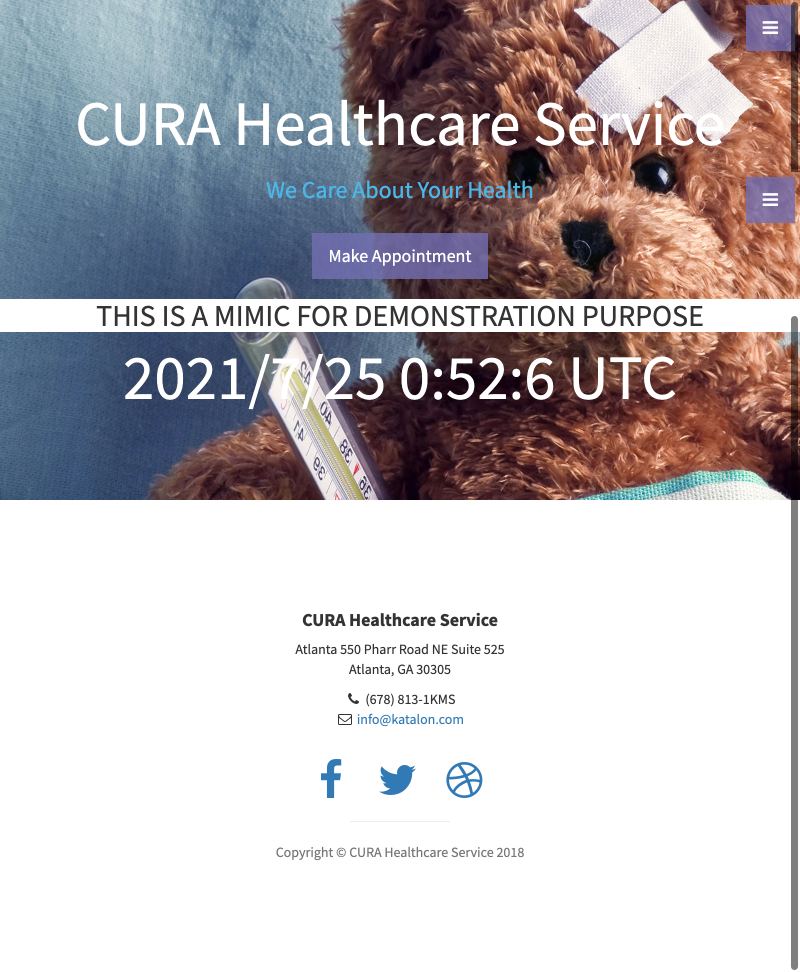 CURA Healthcare Service
We Care About Your Health
Make Appointment
THIS IS A MIMIC FOR DEMONSTRATION PURPOSE
2021/7/25 0:52:6 UTC
CURA Healthcare Service
Atlanta 550 Pharr Road NE Suite 525
Atlanta, GA 30305
(678) 813-1KMS
info@katalon.com
Copyright © CURA Healthcare Service 2018